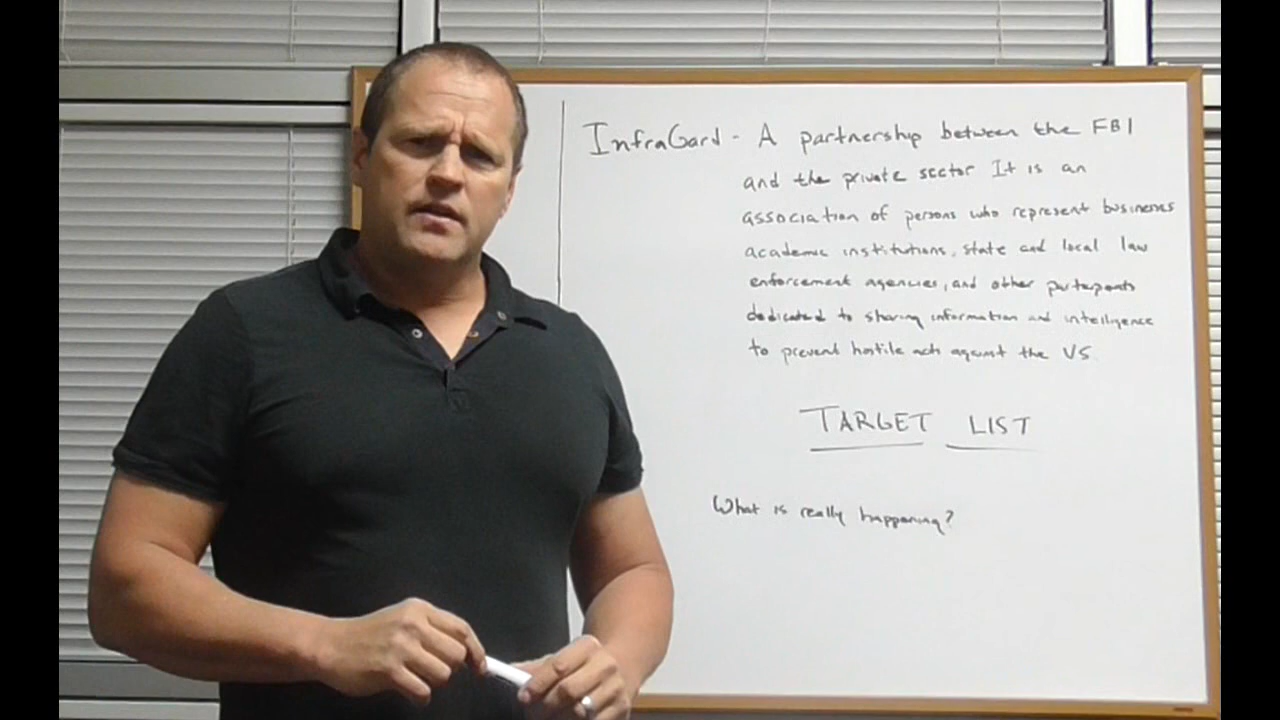 InfraGard - A partnership between the FBI
and the private sector It is an
association of persons who represent businesses
academic institutions, state and local law
enforcement agencies, and other participants
dedicated to sharing information and intelligence
to prevent hostile acts against the US.
TARGET LIST
What is really happening?